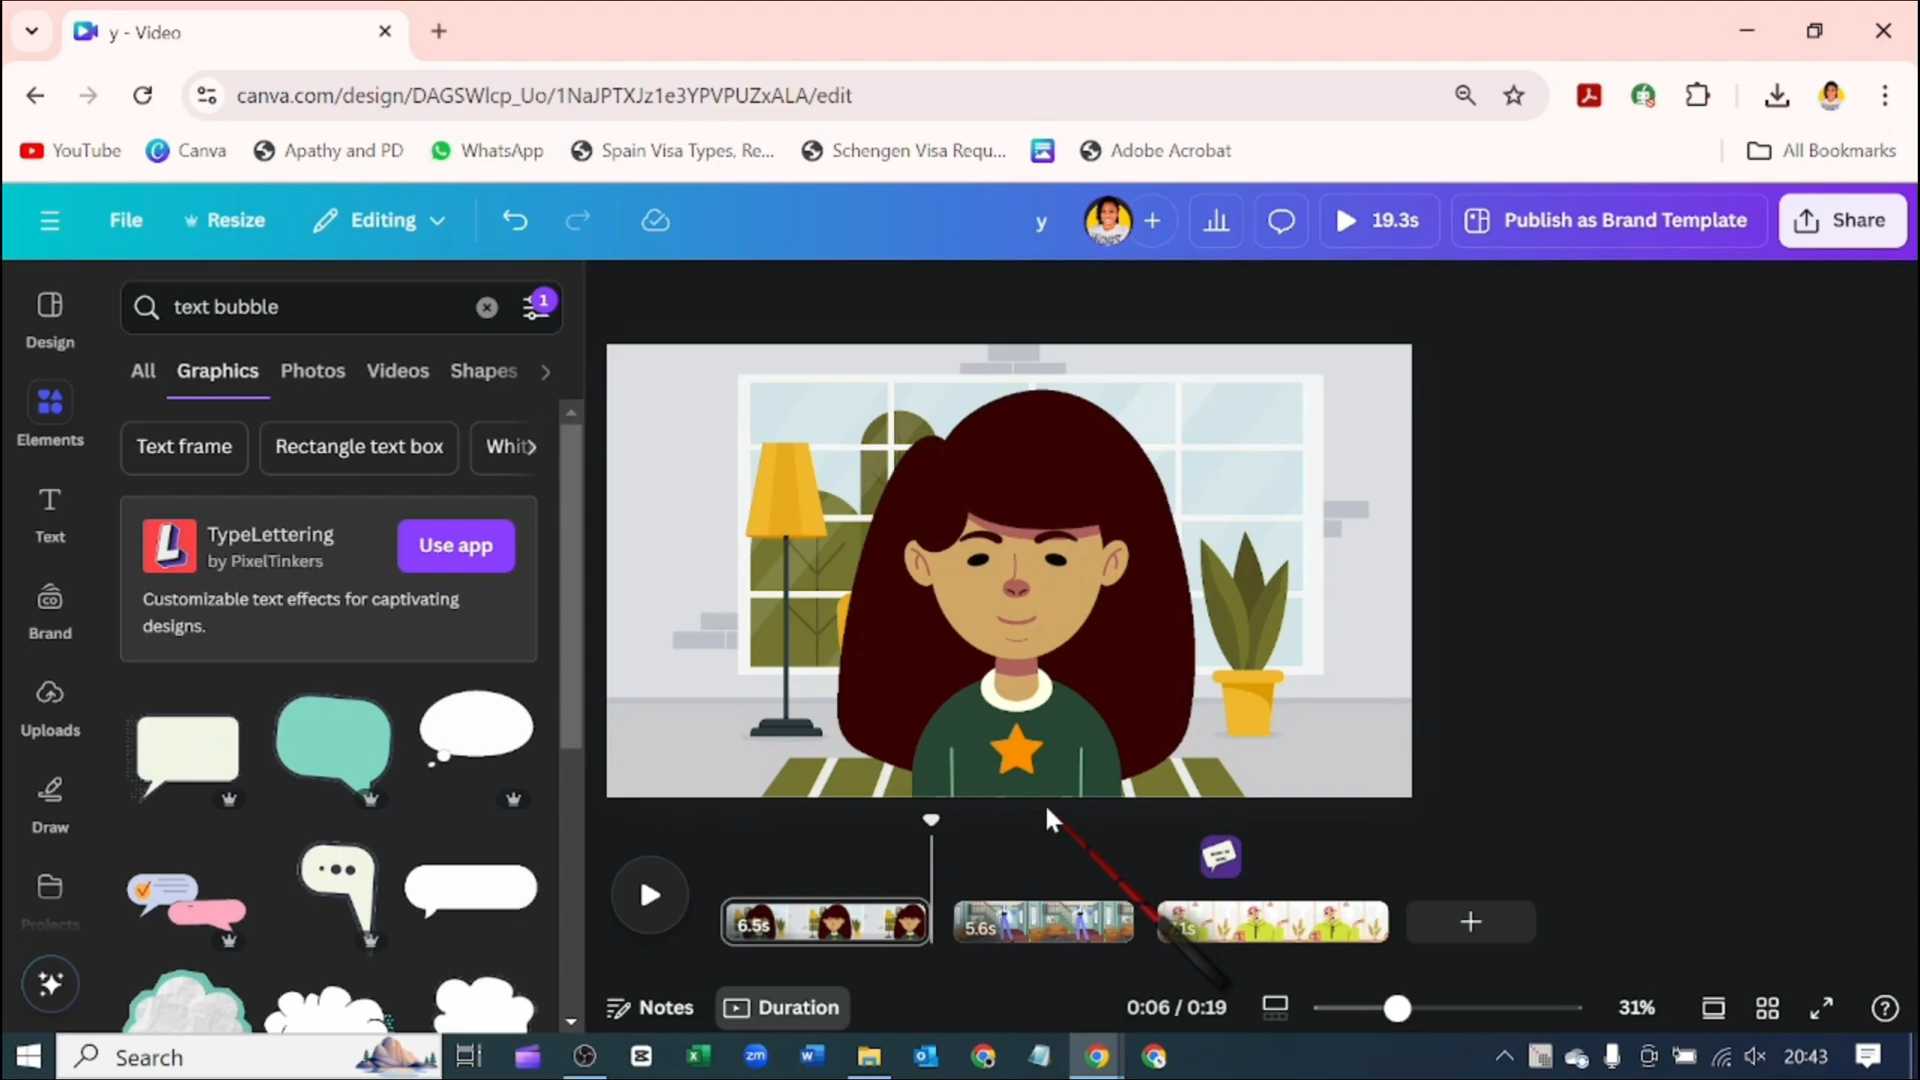 y - Video
canva.com/design/DAGSWlcp_Uo/1NaJPTXJz1e3YPVPUZxALA/edit
YouTube
Canva
Apathy and PD
WhatsApp
Spain Visa Types, Re...
Schengen Visa Requ...
Adobe Acrobat
All Bookmarks
File
Resize
Editing
y
19.3s
Publish as Brand Template
Share
Design
Elements
Text
Brand
Uploads
Draw
Projects
text bubble
1
All
Graphics
Photos
Videos
Shapes
Text frame
Rectangle text box
Whit
TypeLettering
by PixelTinkers
Use app
Customizable text effects for captivating
designs.
6.5s
5.6s
Notes
Duration
0:06 / 0:19
31%
Search
20:43